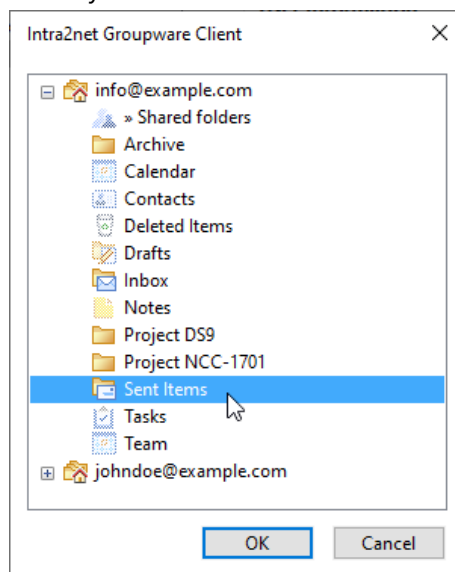 Intra2net Groupware Client
info@example.com
» Shared folders
Archive
Calendar
Contacts
Deleted Items
Drafts
Inbox
Notes
Project DS9
Project NCC-1701
Sent Items
Tasks
Team
johndoe@example.com
OK Cancel